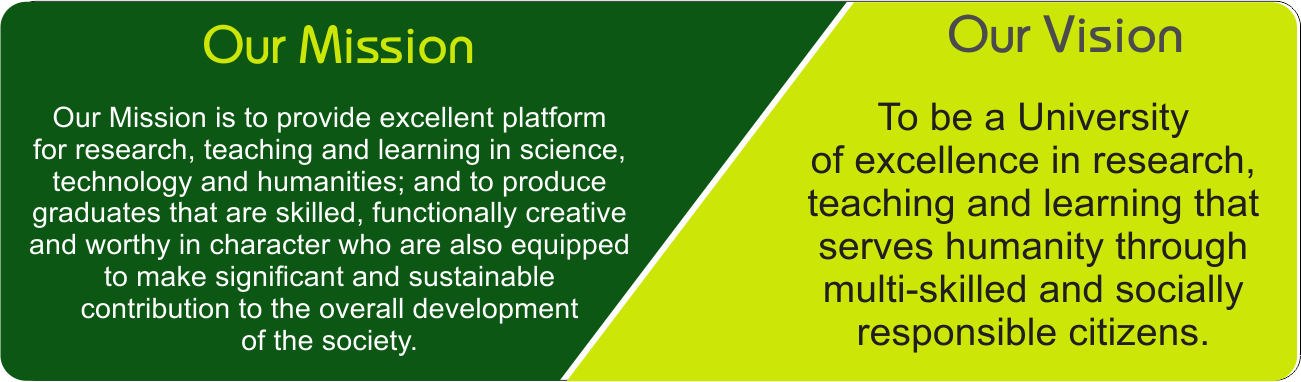 Our Mission
Our Mission is to provide excellent platform
for research, teaching and learning in science,
technology and humanities; and to produce
graduates that are skilled, functionally creative
and worthy in character who are also equipped
to make significant and sustainable
contribution to the overall development
of the society.
Our Vision
To be a University
of excellence in research,
teaching and learning that
serves humanity through
multi-skilled and socially
responsible citizens.